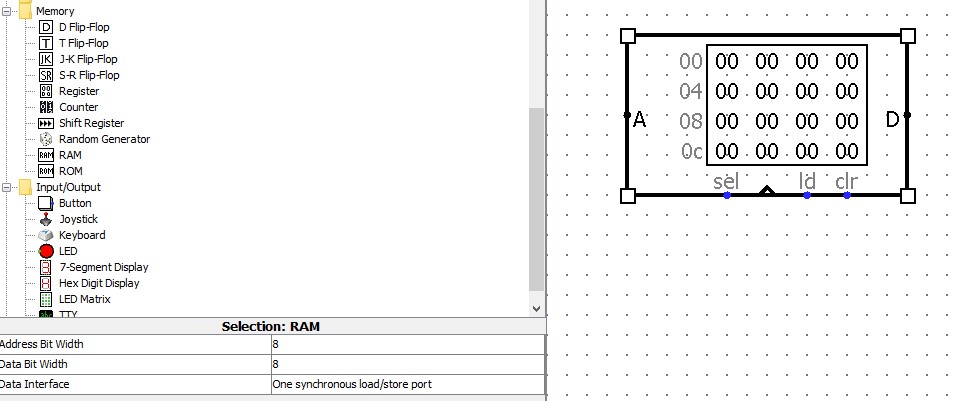 Memory
D Flip-Flop
T Flip-Flop
J-K Flip-Flop
S-R Flip-Flop
Register
Counter
Shift Register
Random Generator
RAM RAM
ROM ROM
Input/Output
Button
Joystick
Keyboard
LED
7-Segment Display
Hex Digit Display
LED Matrix
TTY
Selection: RAM
Address Bit Width 8
Data Bit Width 8
Data Interface One synchronous load/store port
00 00 00 00 00
04 00 00 00 00
A D
08 00 00 00 00
0c 00 00 00 00
sel ld clr